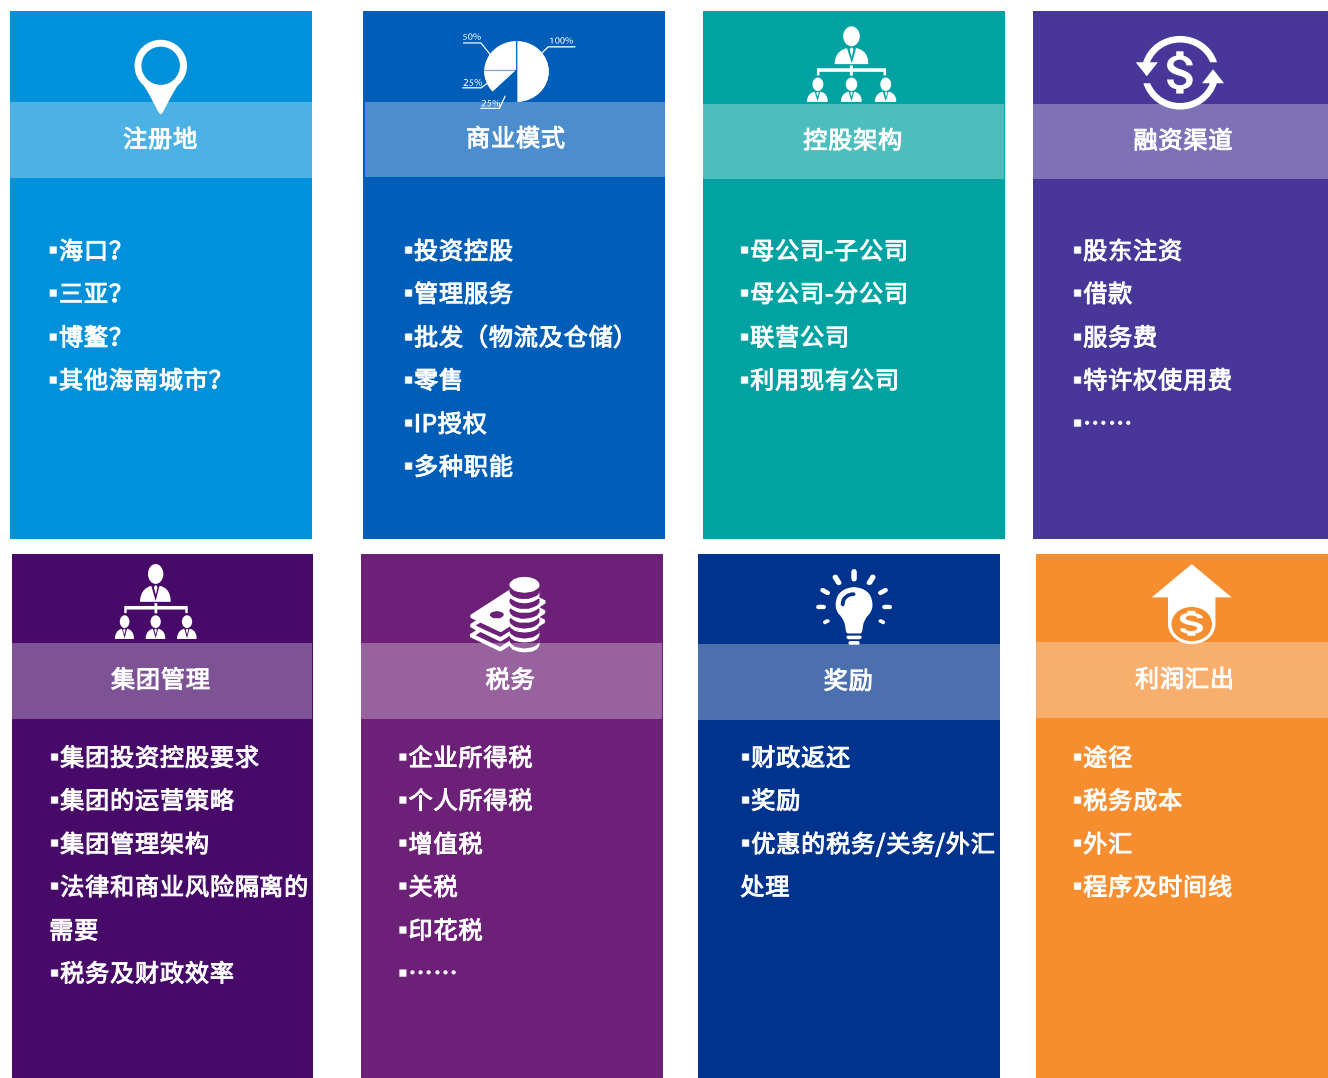 50%
100%
25%
25%
注册地
▪海口？
▪三亚？
▪博鳌？
▪其他海南城市？
商业模式
▪投资控股
▪管理服务
▪批发（物流及仓储）
▪零售
▪IP授权
▪多种职能
控股架构
▪母公司-子公司
▪母公司-分公司
▪联营公司
▪利用现有公司
融资渠道
▪股东注资
▪借款
▪服务费
▪特许权使用费
▪……
集团管理
▪集团投资控股要求
▪集团的运营策略
▪集团管理架构
▪法律和商业风险隔离的
需要
▪税务及财政效率
税务
▪企业所得税
▪个人所得税
▪增值税
▪关税
▪印花税
▪……
奖励
▪财政返还
▪奖励
▪优惠的税务/关务/外汇
处理
利润汇出
▪途径
▪税务成本
▪外汇
▪程序及时间线